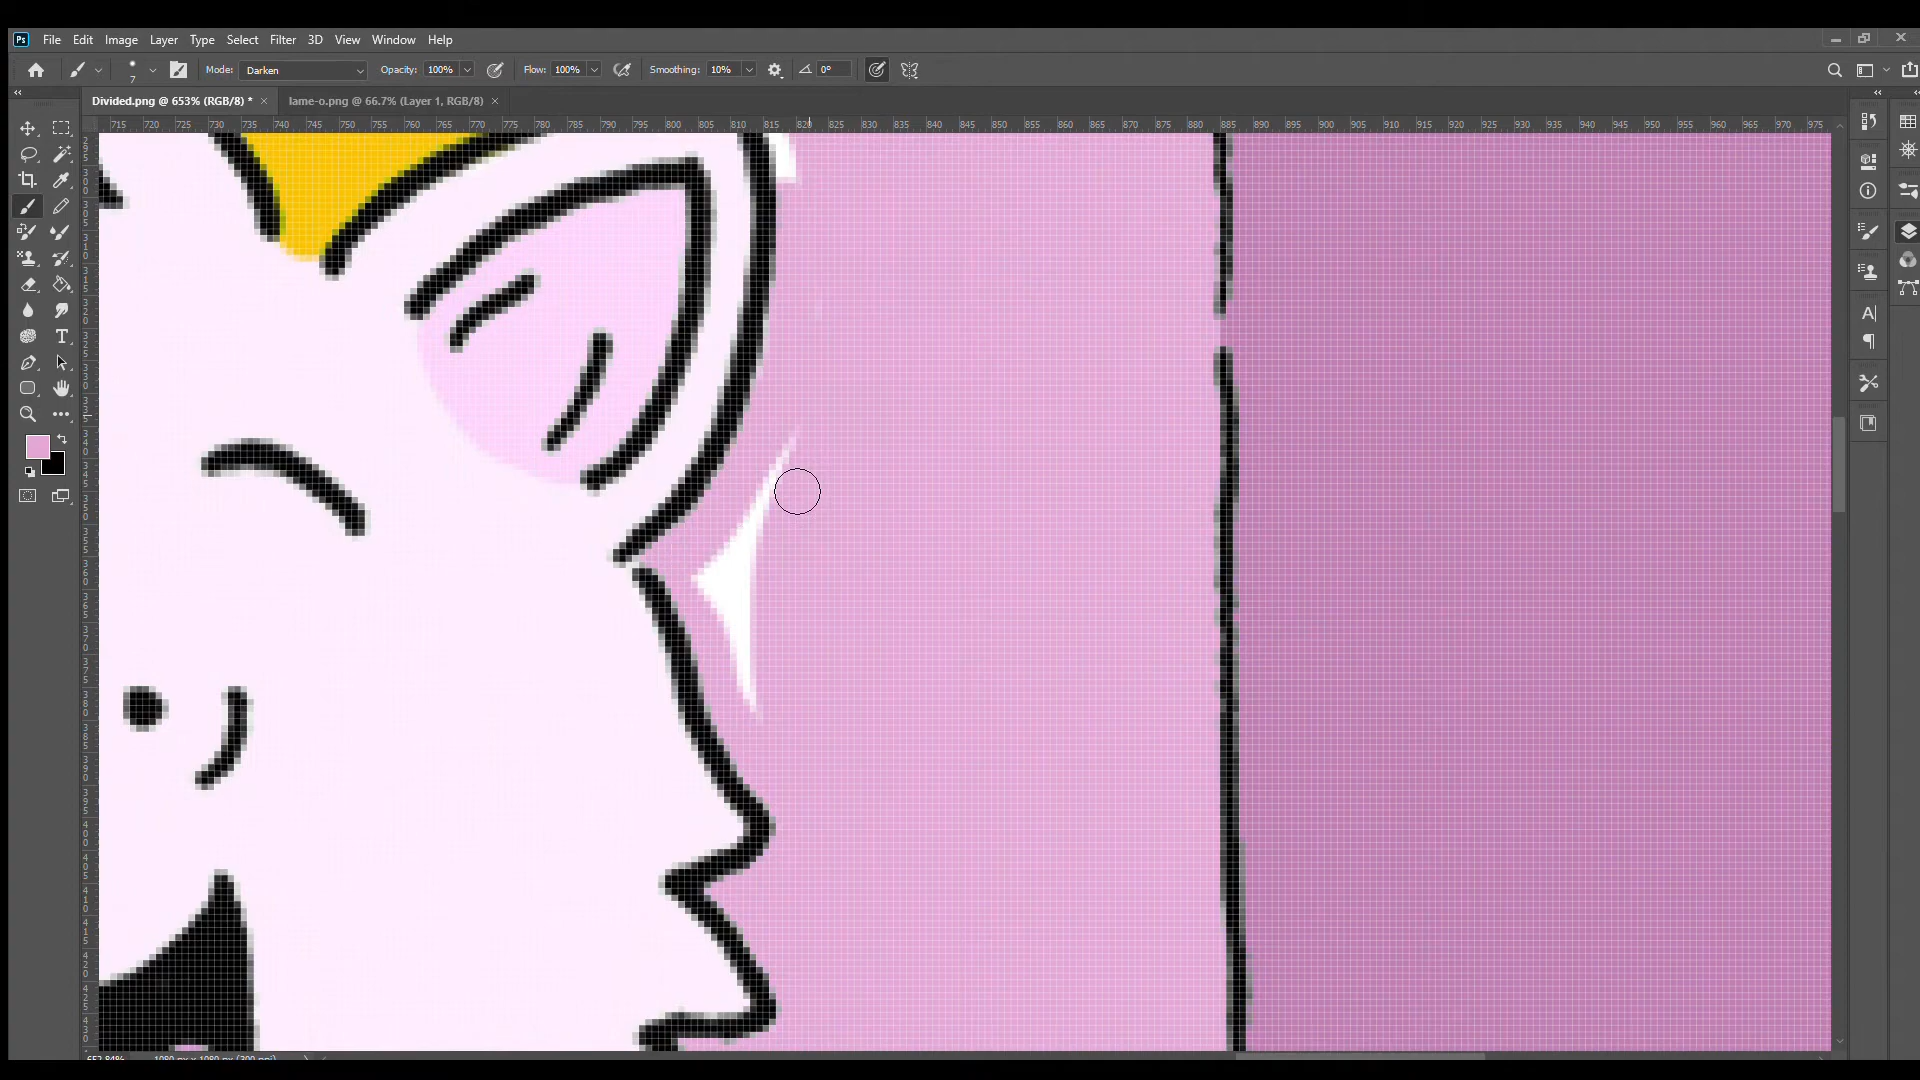 Ps File Edit Image Layer Type Select Filter 3D View Window Help
7 Mode: Darken Opacity: 100% Flow: 100% Smoothing: 10% 0°
Divided.png @ 653% (RGB/8) * × lame-o.png @ 66.7% (Layer 1, RGB/8) ×
715 720 725 730 735 740 745 750 755 760 765 770 775 780 785 790 795 800 805 810 815 820 825 830 835 840 845 850 855 860 865 870 875 880 885 890 895 900 905 910 915 920 925 930 935 940 945 950 955 960 965 970 975